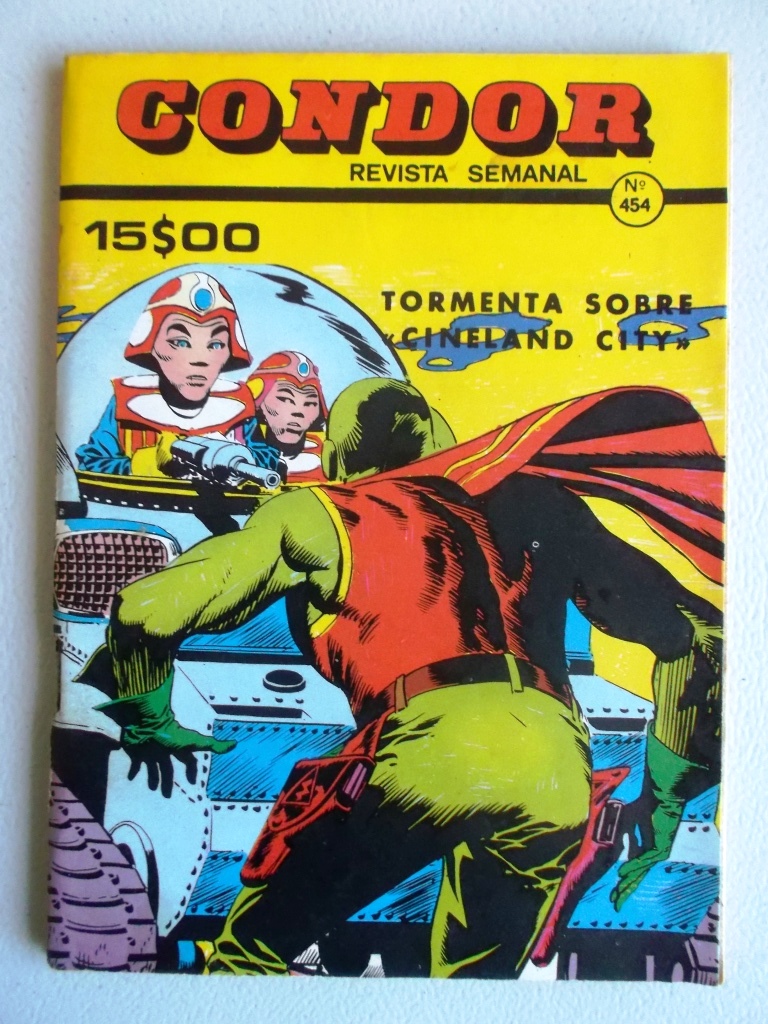 CONDOR
REVISTA SEMANAL
Nº
454
15$00
TORMENTA SOBRE
«CINELAND CITY»